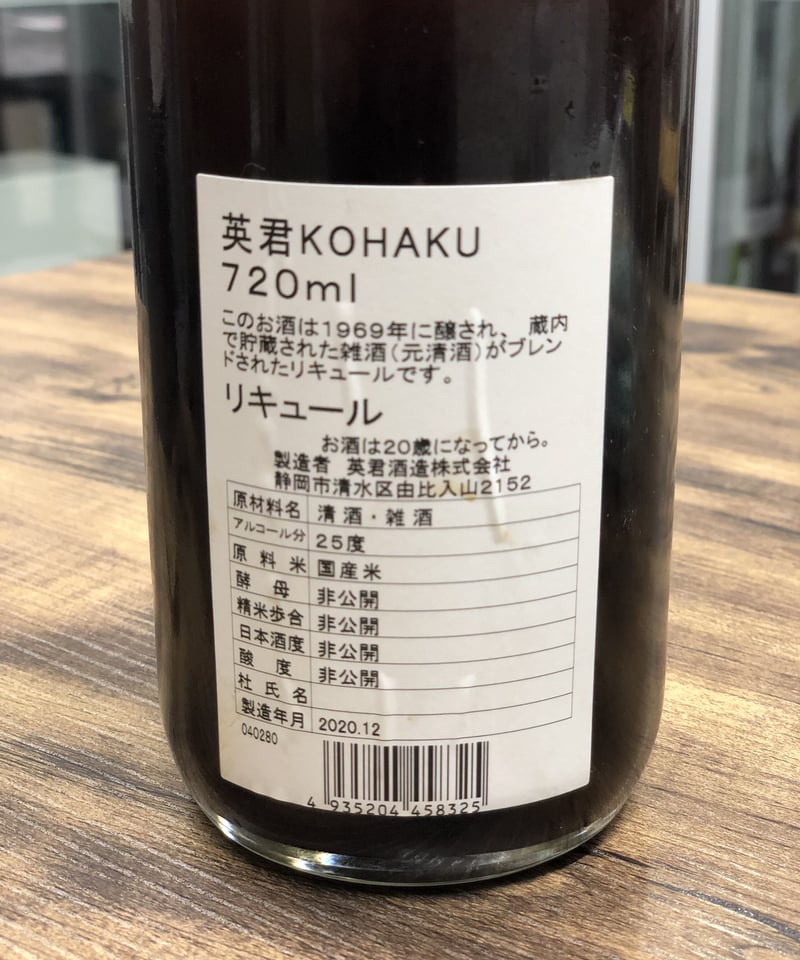 英君KOHAKU
720ml
このお酒は1969年に醸され、蔵内
で貯蔵された雑酒(元清酒)がブレン
ドされたリキュールです。
リキュール
お酒は20歳になってから。
製造者 英君酒造株式会社
静岡市清水区由比入山2152
原材料名 清酒・雑酒
アルコール分 25度
原料米 国産米
酵母 非公開
精米歩合 非公開
日本酒度 非公開
酸度 非公開
杜氏名
製造年月 2020.12
040280
4 935204 458325